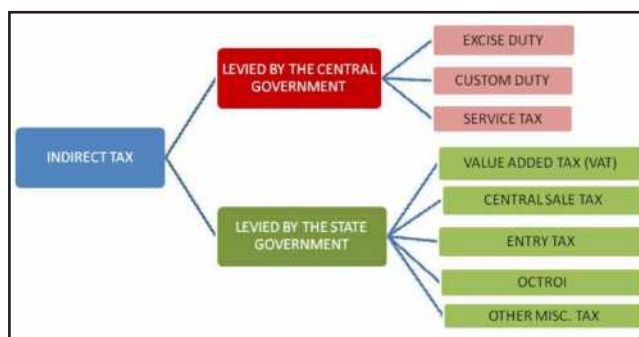 INDIRECT TAX
LEVIED BY THE CENTRAL
GOVERNMENT
EXCISE DUTY
CUSTOM DUTY
SERVICE TAX
LEVIED BY THE STATE
GOVERNMENT
VALUE ADDED TAX (VAT)
CENTRAL SALE TAX
ENTRY TAX
OCTROI
OTHER MISC. TAX